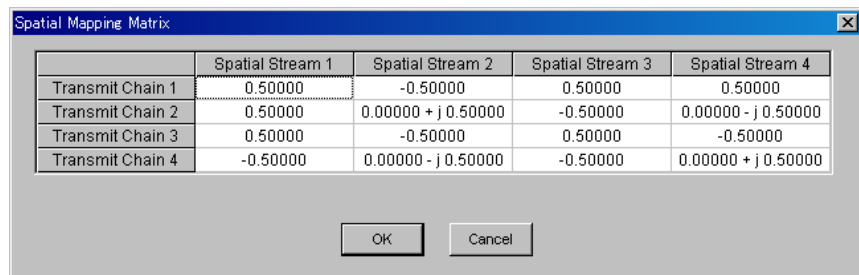 Spatial Mapping Matrix
Spatial Stream 1 Spatial Stream 2 Spatial Stream 3 Spatial Stream 4
Transmit Chain 1 0.50000 -0.50000 0.50000 0.50000
Transmit Chain 2 0.50000 0.00000 + j 0.50000 -0.50000 0.00000 - j 0.50000
Transmit Chain 3 0.50000 -0.50000 0.50000 -0.50000
Transmit Chain 4 -0.50000 0.00000 - j 0.50000 -0.50000 0.00000 + j 0.50000
OK Cancel